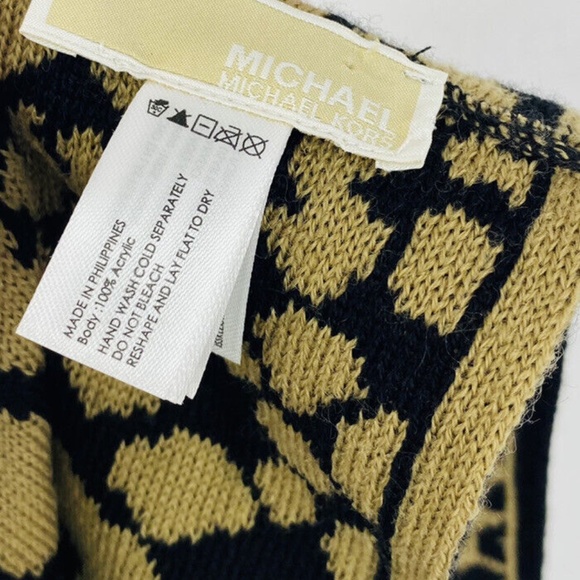 MICHAEL
MICHAEL KORS
MADE IN PHILIPPINES
Body :100% Acrylic
HAND WASH COLD SEPARATELY
DO NOT BLEACH
RESHAPE AND LAY FLAT TO DRY